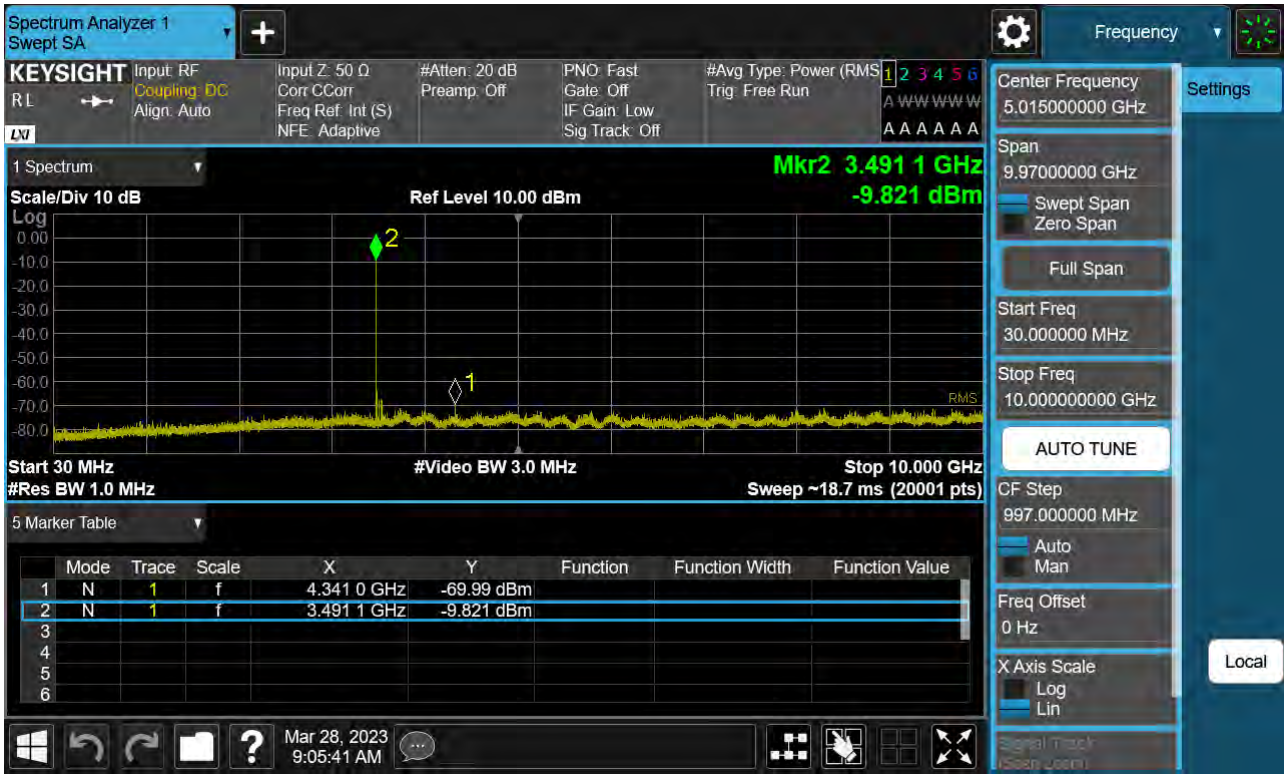 Spectrum Analyzer 1
Swept SA
+
Frequency
KEYSIGHT
RL
LXI
Input: RF
Coupling: DC
Align: Auto
Input Z: 50 Ω
Corr CCorr
Freq Ref: Int (S)
NFE: Adaptive
#Atten: 20 dB
Preamp: Off
PNO: Fast
Gate: Off
IF Gain: Low
Sig Track: Off
#Avg Type: Power (RMS
Trig: Free Run
1 2 3 4 5 6
A W W W W W
A A A A A A
1 Spectrum
Scale/Div 10 dB
Ref Level 10.00 dBm
Mkr2 3.491 1 GHz
-9.821 dBm
Log
0.00
-10.0
-20.0
-30.0
-40.0
-50.0
-60.0
-70.0
-80.0
2
1
RMS
Start 30 MHz
#Video BW 3.0 MHz
Stop 10.000 GHz
#Res BW 1.0 MHz
Sweep ~18.7 ms (20001 pts)
5 Marker Table
Mode Trace Scale X Y Function Function Width Function Value
1 N 1 f 4.341 0 GHz -69.99 dBm
2 N 1 f 3.491 1 GHz -9.821 dBm
3
4
5
6
Mar 28, 2023
9:05:41 AM
?
Center Frequency
5.015000000 GHz
Settings
Span
9.97000000 GHz
Swept Span
Zero Span
Full Span
Start Freq
30.000000 MHz
Stop Freq
10.000000000 GHz
AUTO TUNE
CF Step
997.000000 MHz
Auto
Man
Freq Offset
0 Hz
X Axis Scale
Log
Lin
Local
Signal Track
(Span Zoom)